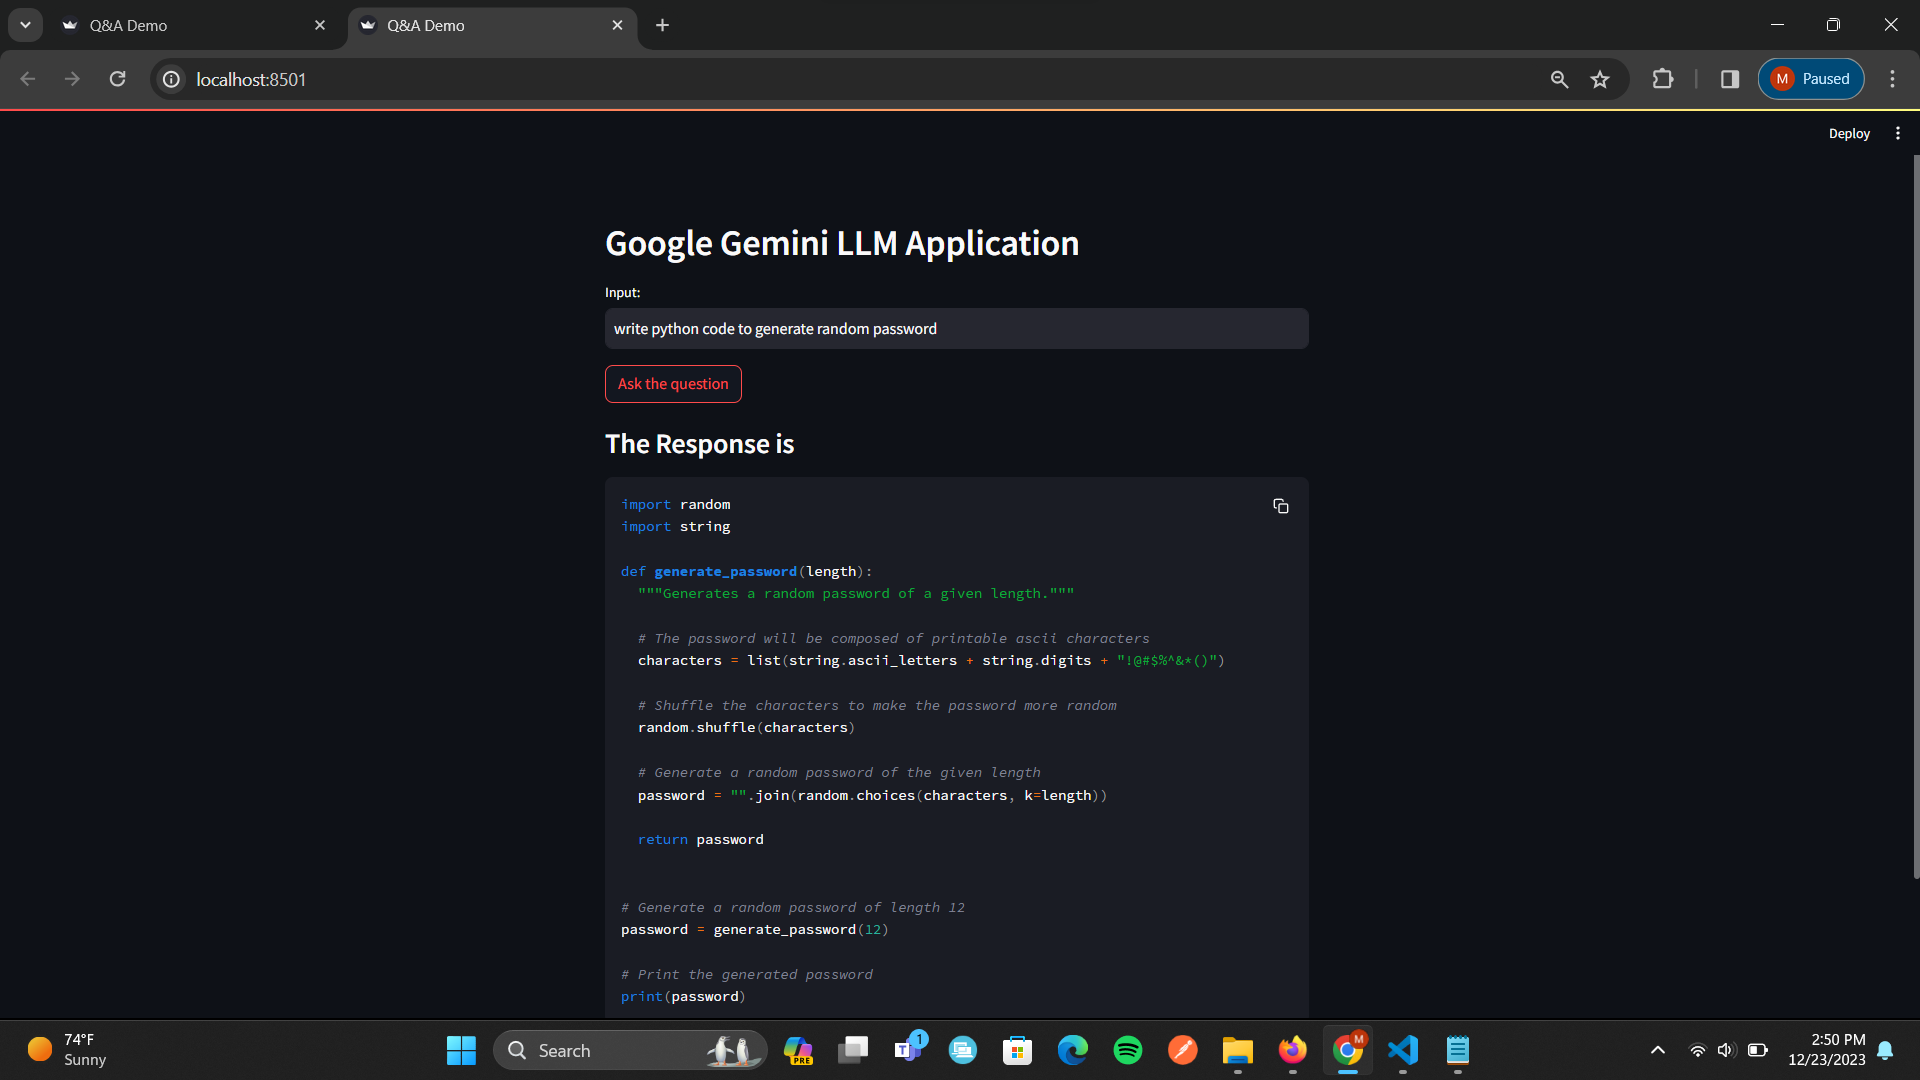 Q&A Demo
Q&A Demo
localhost:8501
M Paused
Deploy
Google Gemini LLM Application
Input:
write python code to generate random password
Ask the question
The Response is
import random
import string
def generate_password(length):
"""Generates a random password of a given length."""
# The password will be composed of printable ascii characters
characters = list(string.ascii_letters + string.digits + "!@#$%^&*()")
# Shuffle the characters to make the password more random
random.shuffle(characters)
# Generate a random password of the given length
password = "".join(random.choices(characters, k=length))
return password
# Generate a random password of length 12
password = generate_password(12)
# Print the generated password
print(password)
74°F
Sunny
Search
PRE
T
1
M
2:50 PM
12/23/2023